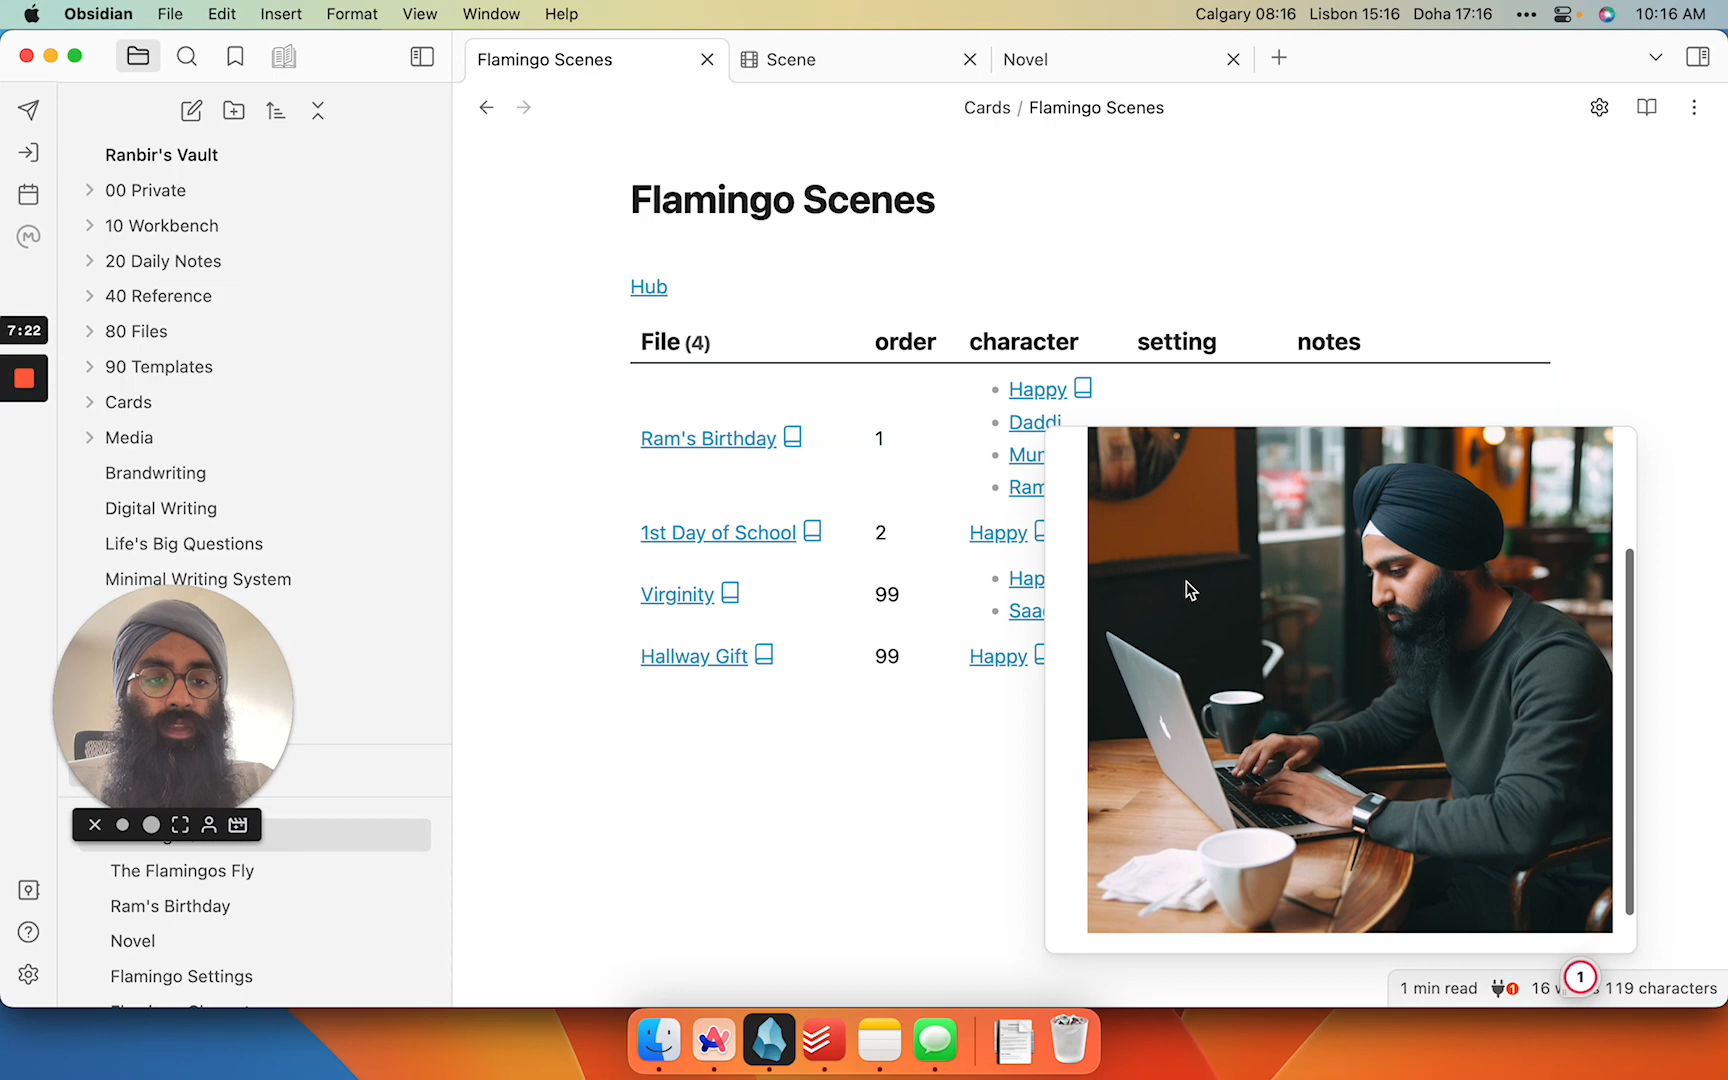 Obsidian File Edit Insert Format View Window Help Calgary 08:16 Lisbon 15:16 Doha 17:16 10:16 AM
Flamingo Scenes
Scene
Novel
Cards / Flamingo Scenes
Ranbir's Vault
00 Private
10 Workbench
20 Daily Notes
40 Reference
80 Files
90 Templates
Cards
Media
Brandwriting
Digital Writing
Life's Big Questions
Minimal Writing System
7:22
The Flamingos Fly
Ram's Birthday
Novel
Flamingo Settings
Flamingo Scenes
Hub
File (4) order character setting notes
Happy
Daddi
Ram's Birthday 1
1st Day of School 2 Happy
Virginity 99
Hallway Gift 99 Happy
1 min read 1 16 1 119 characters